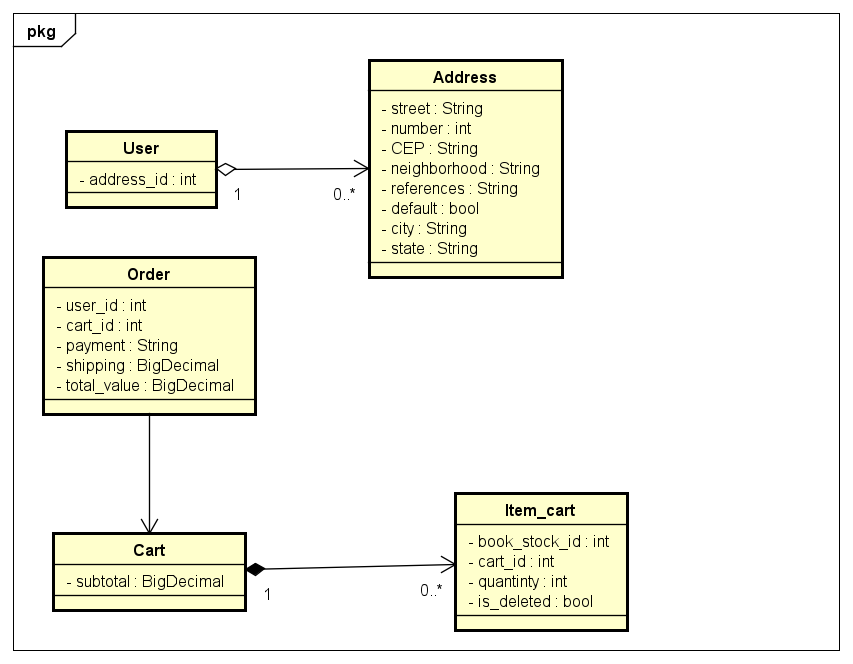 pkg
Address
- street : String
- number : int
- CEP : String
- neighborhood : String
- references : String
- default : bool
- city : String
- state : String
User
- address_id : int
1
0..*
Order
- user_id : int
- cart_id : int
- payment : String
- shipping : BigDecimal
- total_value : BigDecimal
Cart
- subtotal : BigDecimal
1
0..*
Item_cart
- book_stock_id : int
- cart_id : int
- quantinty : int
- is_deleted : bool